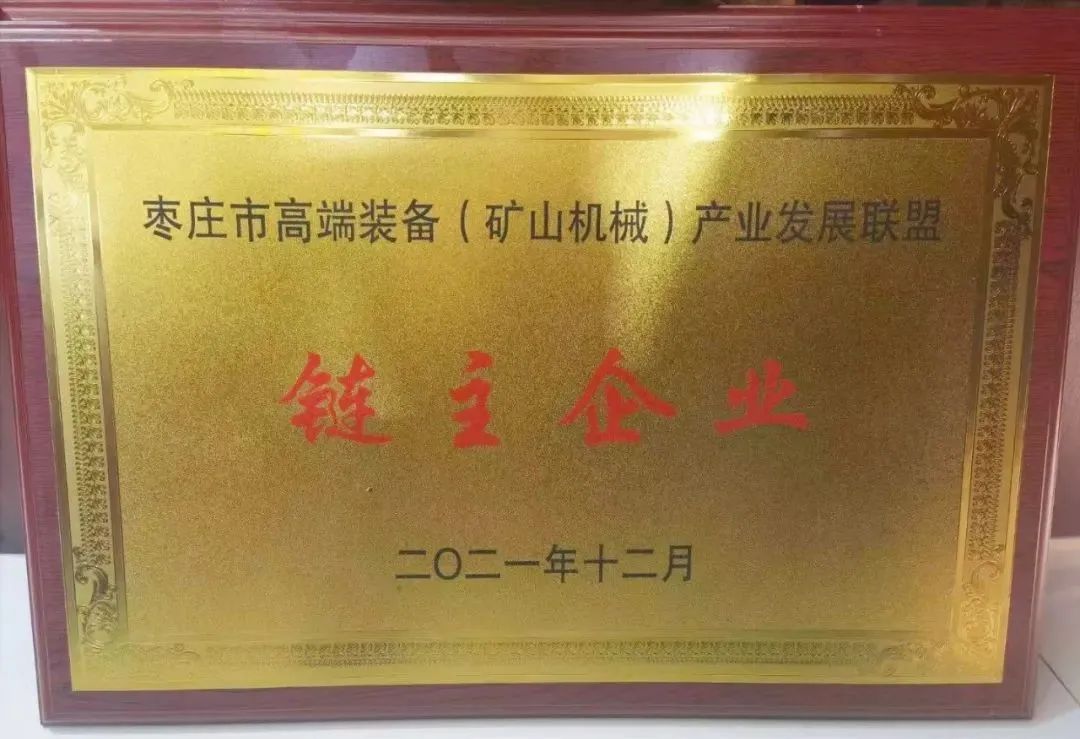 枣庄市高端装备（矿山机械）产业发展联盟
链主企业
二〇二一年十二月